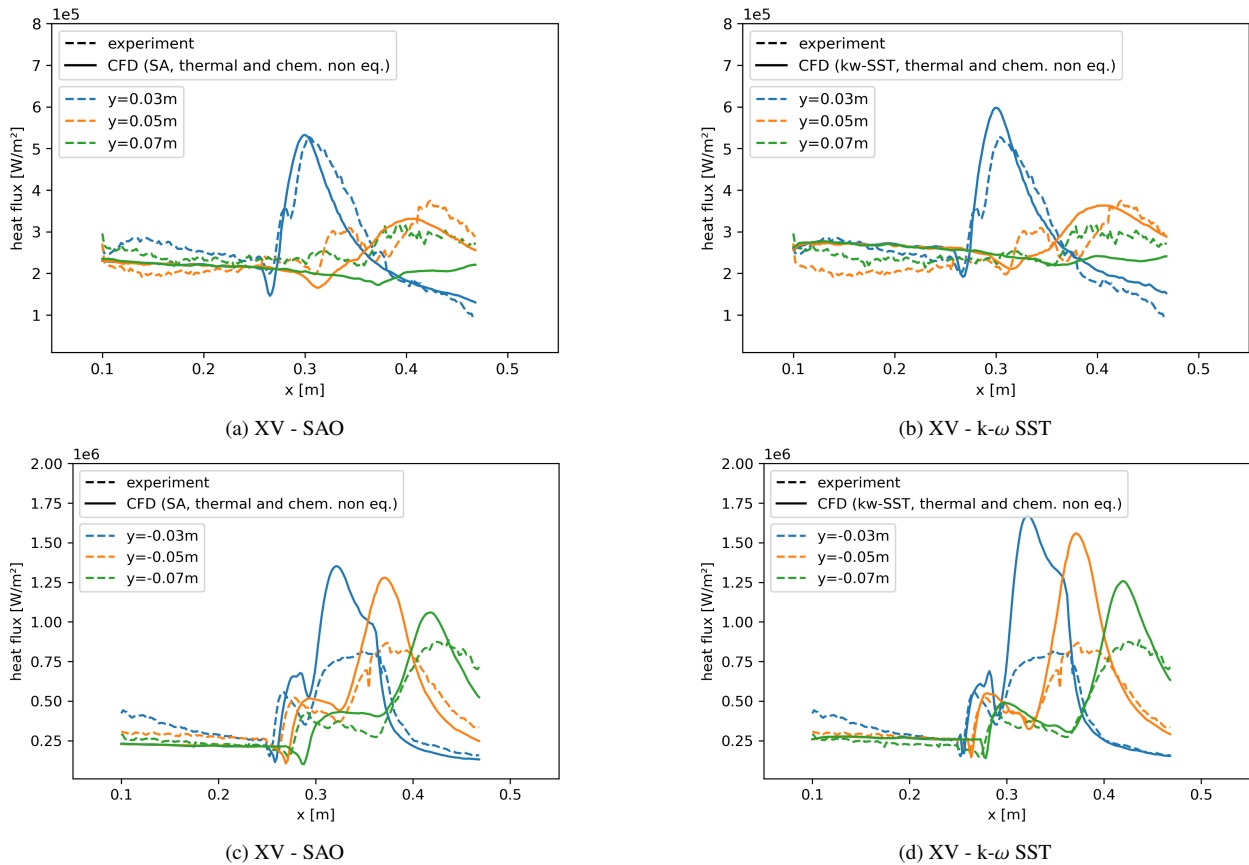 1e5
8
7
6
5
4
3
2
1
heat flux [W/m²]
experiment
CFD (SA, thermal and chem. non eq.)
y=0.03m
y=0.05m
y=0.07m
0.1 0.2 0.3 0.4 0.5
x [m]
(a) XV - SAO
1e5
8
7
6
5
4
3
2
1
heat flux [W/m²]
experiment
CFD (kw-SST, thermal and chem. non eq.)
y=0.03m
y=0.05m
y=0.07m
0.1 0.2 0.3 0.4 0.5
x [m]
(b) XV - k-ω SST
1e6
2.00
1.75
1.50
1.25
1.00
0.75
0.50
0.25
heat flux [W/m²]
experiment
CFD (SA, thermal and chem. non eq.)
y=-0.03m
y=-0.05m
y=-0.07m
0.1 0.2 0.3 0.4 0.5
x [m]
(c) XV - SAO
1e6
2.00
1.75
1.50
1.25
1.00
0.75
0.50
0.25
heat flux [W/m²]
experiment
CFD (kw-SST, thermal and chem. non eq.)
y=-0.03m
y=-0.05m
y=-0.07m
0.1 0.2 0.3 0.4 0.5
x [m]
(d) XV - k-ω SST